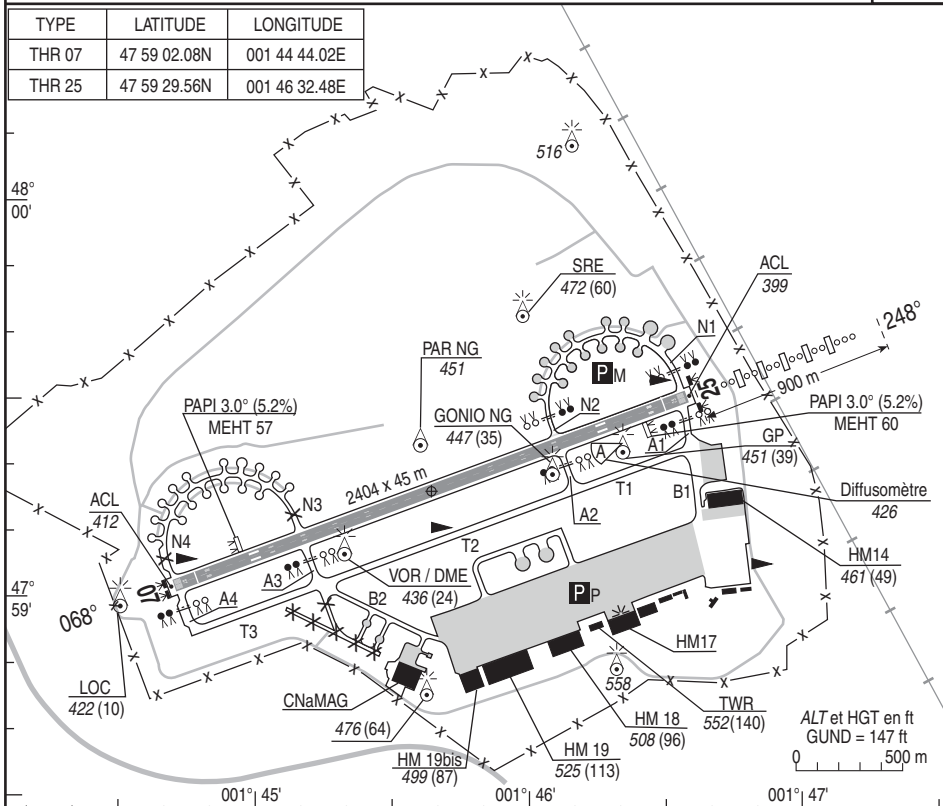 TYPE LATITUDE LONGITUDE
THR 07 47 59 02.08N 001 44 44.02E
THR 25 47 59 29.56N 001 46 32.48E
516
48°
00'
SRE
472 (60)
ACL
399
248°
N1
PAR NG
451
P M
25
900 m
PAPI 3.0° (5.2%)
MEHT 57
GONIO NG
447 (35)
N2
PAPI 3.0° (5.2%)
MEHT 60
A
A1
GP
451 (39)
2404 x 45 m
T1
B1
Diffusomètre
426
ACL
412
N3
N4
A2
T2
A3
VOR / DME
436 (24)
HM14
461 (49)
47°
59'
068°
07
A4
B2
P P
T3
HM17
LOC
422 (10)
CNaMAG
558
TWR
552 (140)
476 (64)
HM 18
508 (96)
ALT et HGT en ft
GUND = 147 ft
HM 19bis
499 (87)
HM 19
525 (113)
0 500 m
001° 45' 001° 46' 001° 47'